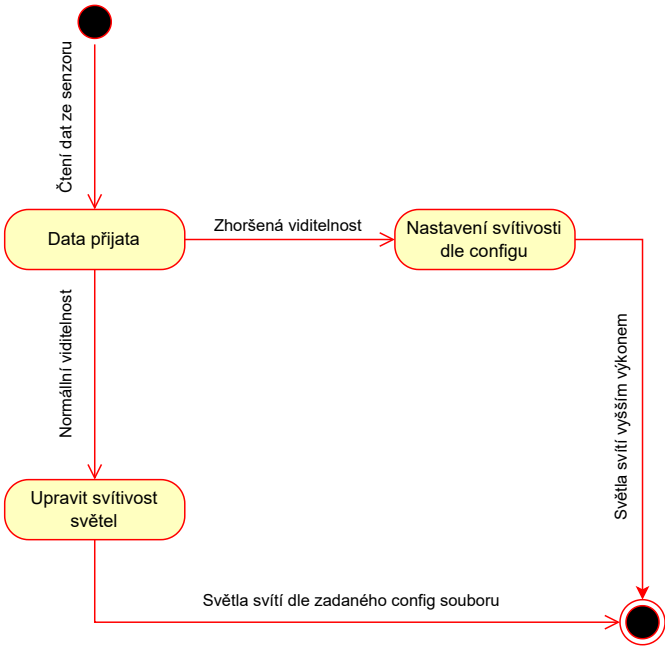 Čtení dat ze senzoru
Data přijata
Zhoršená viditelnost
Nastavení svítivosti
dle configu
Normállní viditelnost
Světla svítí vyšším výkonem
Upravit svítivost
světel
Světla svítí dle zadaného config souboru